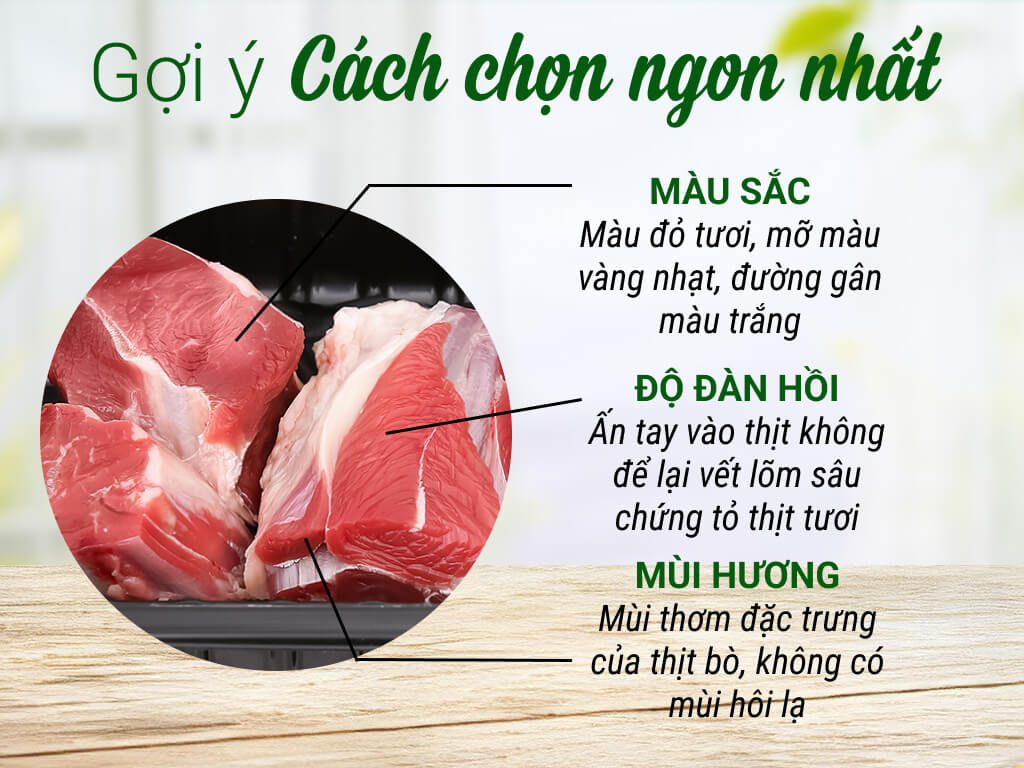 Gợi ý Cách chọn ngon nhất
MÀU SẮC
Màu đỏ tươi, mỡ màu
vàng nhạt, đường gân
màu trắng
ĐỘ ĐÀN HỒI
Ấn tay vào thịt không
để lại vết lõm sâu
chứng tỏ thịt tươi
MÙI HƯƠNG
Mùi thơm đặc trưng
của thịt bò, không có
mùi hôi lạ